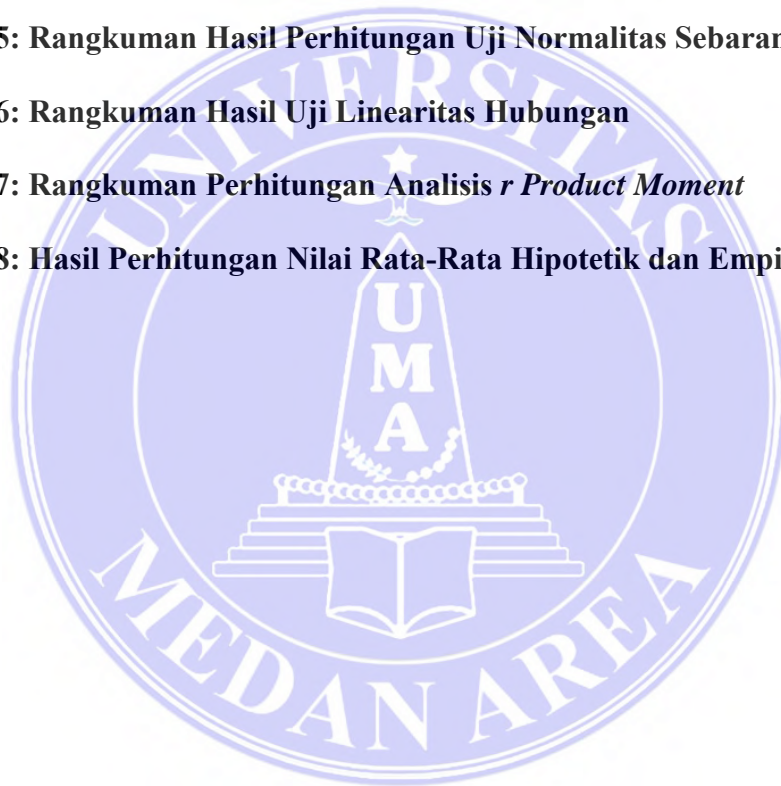 5: Rangkuman Hasil Perhitungan Uji Normalitas Sebaran
6: Rangkuman Hasil Uji Linearitas Hubungan
7: Rangkuman Perhitungan Analisis r Product Moment
8: Hasil Perhitungan Nilai Rata-Rata Hipotetik dan Empi
UNIVERSITAS
U
M
A
MEDAN AREA